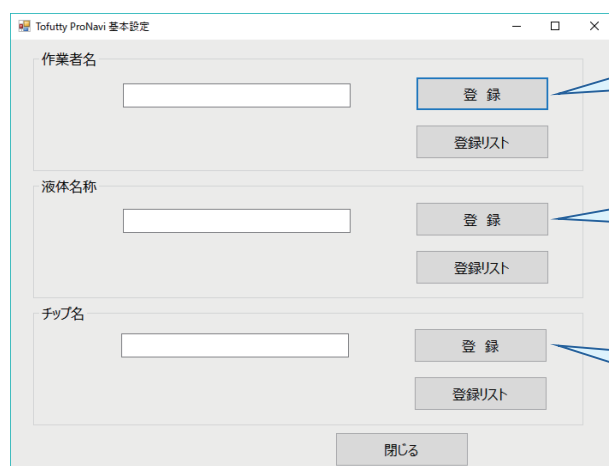 Tofutty ProNavi 基本設定
作業者名
登 録
登録リスト
液体名称
登 録
登録リスト
チップ名
登 録
登録リスト
閉じる